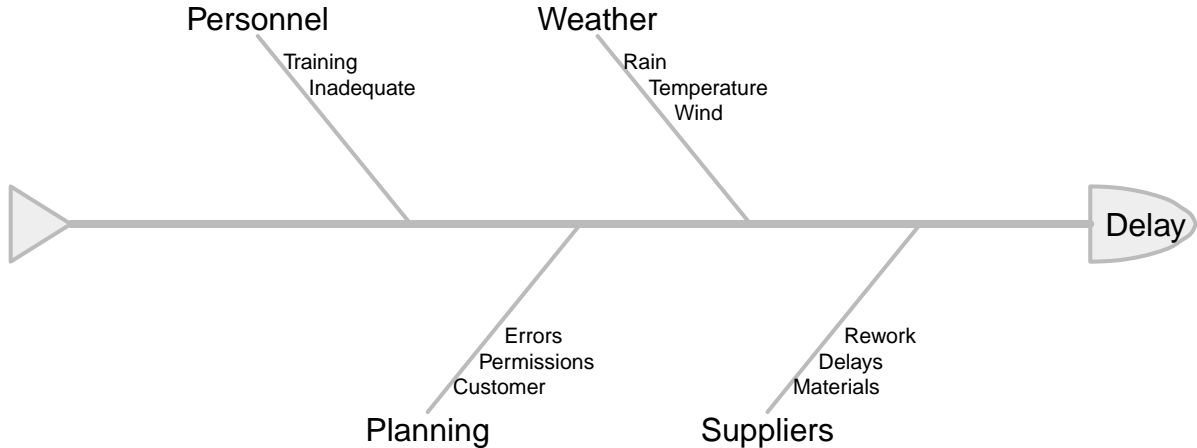 Personnel
Training
Inadequate
Weather
Rain
Temperature
Wind
Delay
Errors
Permissions
Customer
Planning
Rework
Delays
Materials
Suppliers